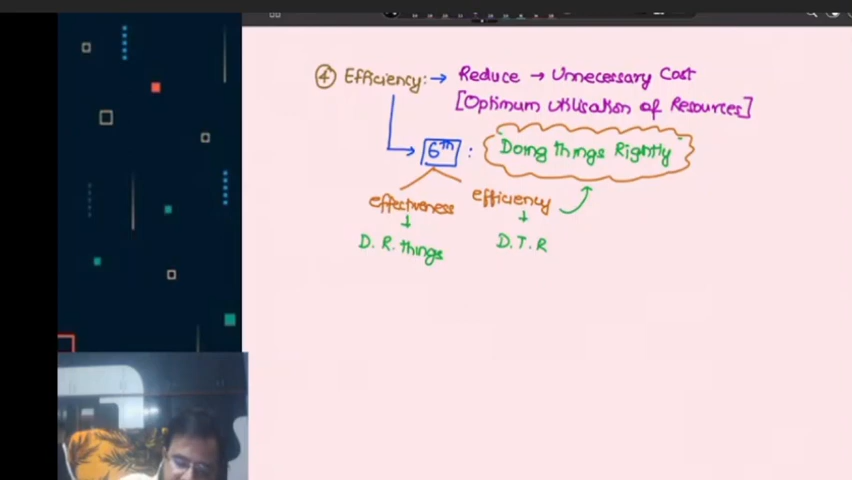 ④ Efficiency: → Reduce → Unnecessary Cost
[Optimum utilisation of Resources]
6th : Doing things Rightly
effectiveness efficiency
D. R. things D. T. R